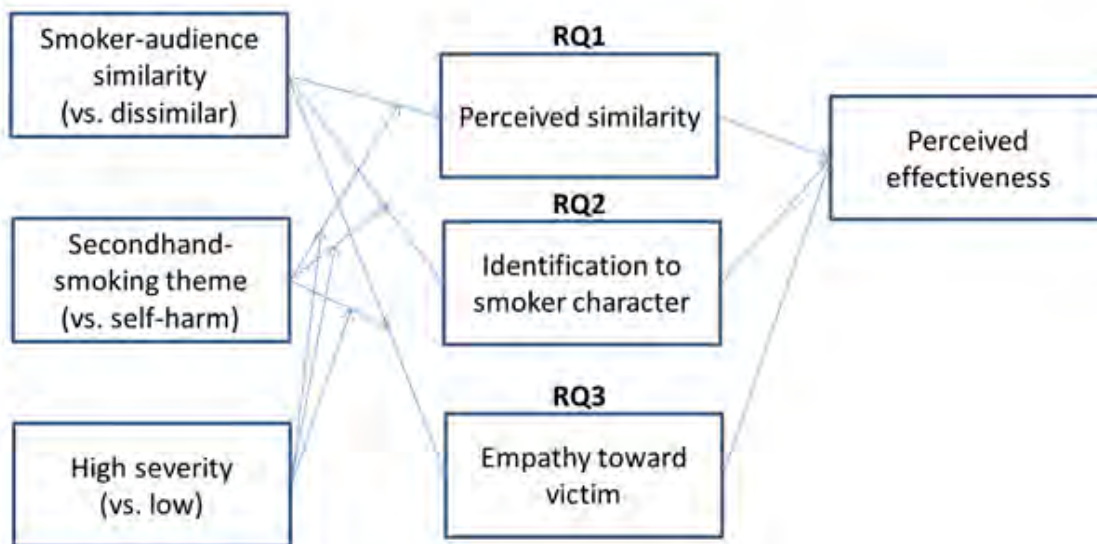 Smoker-audience
similarity
(vs. dissimilar)
Secondhand-
smoking theme
(vs. self-harm)
High severity
(vs. low)
RQ1
Perceived similarity
RQ2
Identification to
smoker character
RQ3
Empathy toward
victim
Perceived
effectiveness